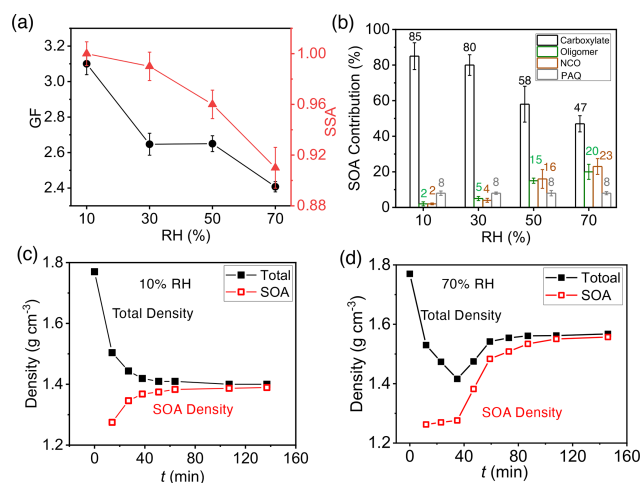 (a)
GF
3.2
3.0
2.8
2.6
2.4
10
30
50
70
RH (%)
1.00
0.96
0.92
0.88
SSA
(b)
SOA Contribution (%)
100
80
60
40
20
0
85
80
58
47
2
2
8
5
4
8
15
16
8
20
23
8
Carboxylate
Oligomer
NCO
PAQ
10
30
50
70
RH (%)
(c)
Density (g cm-3)
1.8
1.6
1.4
1.2
10% RH
Total
SOA
Total Density
SOA Density
0
40
80
120
160
t (min)
(d)
Density (g cm-3)
1.8
1.6
1.4
1.2
70% RH
Totoal
SOA
Total Density
SOA Density
0
40
80
120
160
t (min)